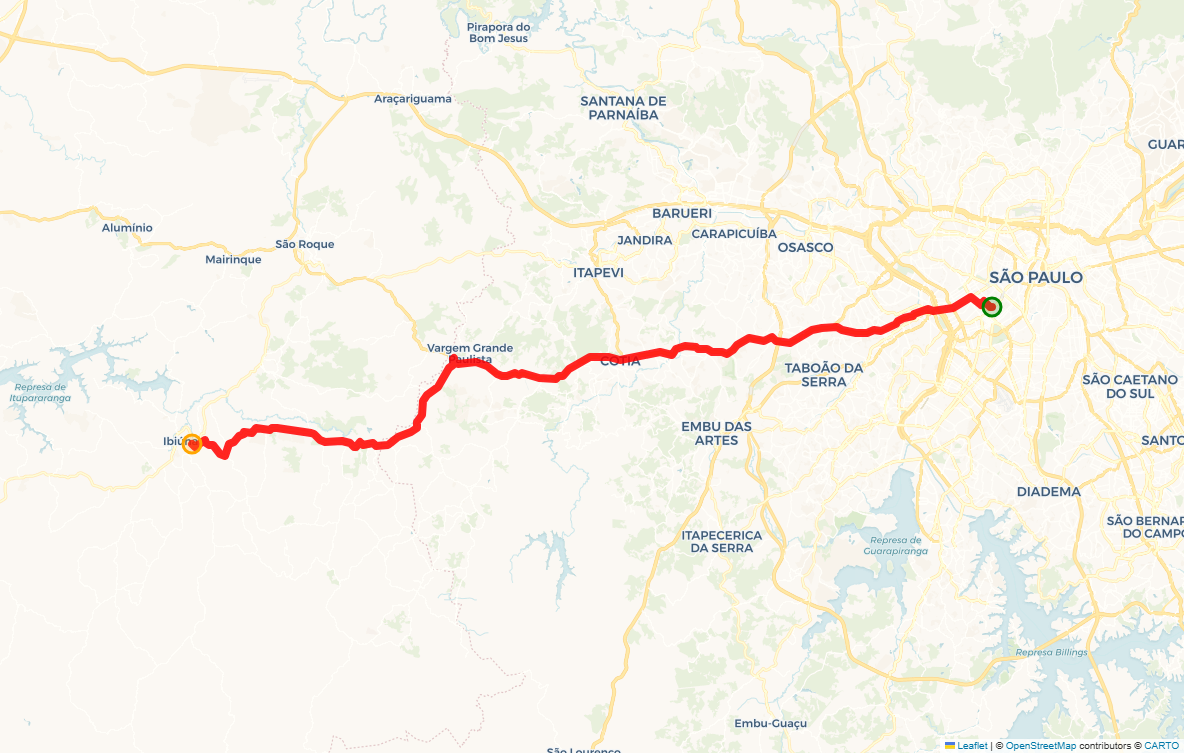 Pirapora do
Bom Jesus
Araçariguama
SANTANA DE
PARNAÍBA
GUAR
BARUERI
Alumínio
CARAPICUÍBA
JANDIRA
OSASCO
São Roque
Mairinque
ITAPEVI
SÃO PAULO
Vargem Grande
Paulista
COTIA
TABOÃO DA
SERRA
SÃO CAETANO
DO SUL
Represa de
Itupararanga
EMBU DAS
ARTES
Ibiúna
SANTO
DIADEMA
SÃO BERNAR
DO CAMPO
ITAPECERICA
DA SERRA
Represa de
Guarapiranga
Represa Billings
Embu-Guaçu
São Lourenço
Leaflet | © OpenStreetMap contributors © CARTO